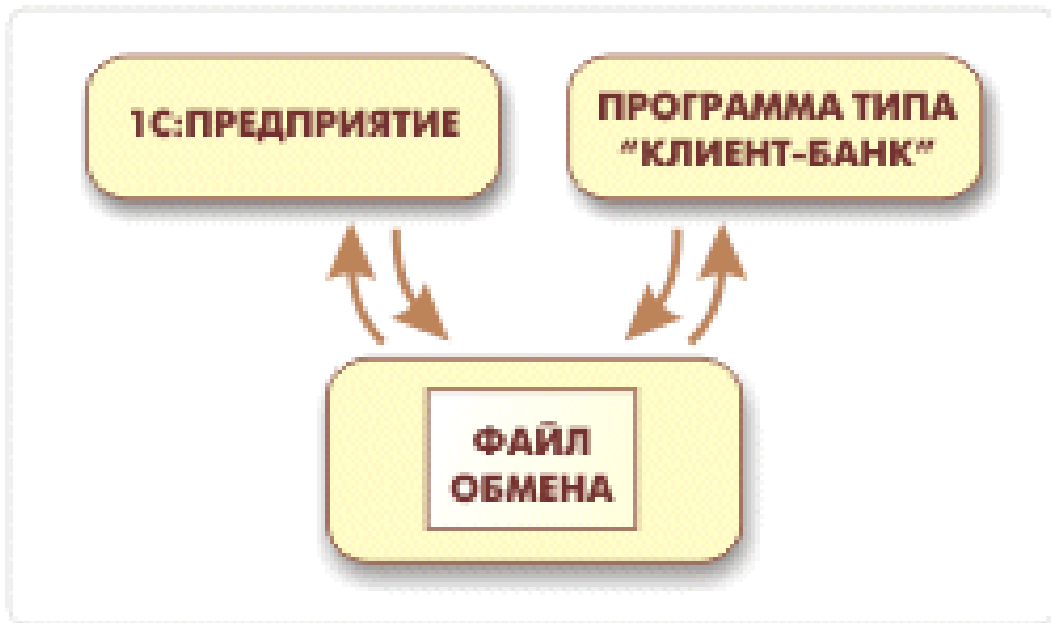 1С:ПРЕДПРИЯТИЕ
ПРОГРАММА ТИПА
“КЛИЕНТ-БАНК”
ФАЙЛ
ОБМЕНА